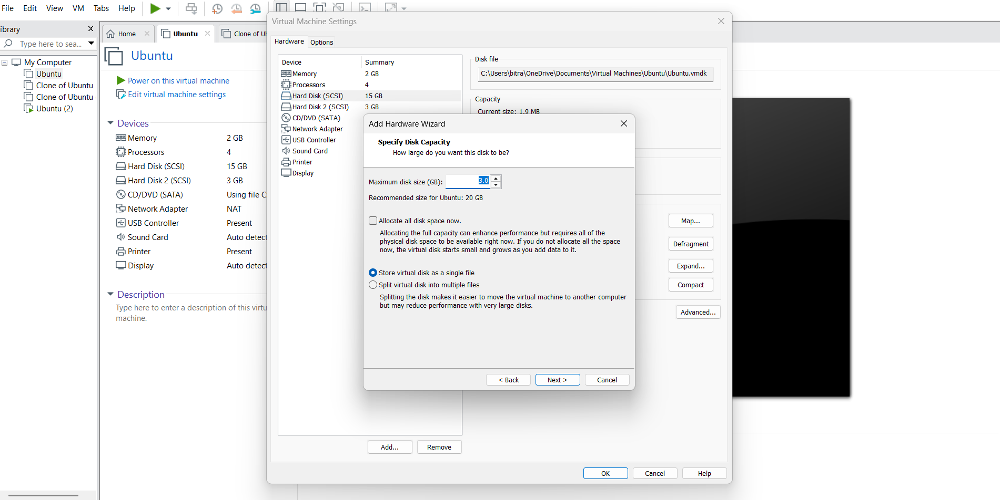 File Edit View VM Tabs Help
ibrary
Type here to sea...
My Computer
Ubuntu
Clone of Ubuntu
Clone of Ubuntu (
Ubuntu (2)
Home
Ubuntu
Clone of Ul
Ubuntu
Power on this virtual machine
Edit virtual machine settings
Devices
Memory 2 GB
Processors 4
Hard Disk (SCSI) 15 GB
Hard Disk 2 (SCSI) 3 GB
CD/DVD (SATA) Using file C
Network Adapter NAT
USB Controller Present
Sound Card Auto detect
Printer Present
Display Auto detect
Description
Type here to enter a description of this virtu
machine.
Virtual Machine Settings
Hardware Options
Device Summary
Memory 2 GB
Processors 4
Hard Disk (SCSI) 15 GB
Hard Disk 2 (SCSI) 3 GB
CD/DVD (SATA)
Network Adapter
USB Controller
Sound Card
Printer
Display
Add... Remove
Disk file
C:\Users\bitra\OneDrive\Documents\Virtual Machines\Ubuntu\Ubuntu.vmdk
Capacity
Current size: 1.9 MB
Map...
Defragment
Expand...
Compact
Advanced...
OK Cancel Help
Add Hardware Wizard
Specify Disk Capacity
How large do you want this disk to be?
Maximum disk size (GB): 3.0
Recommended size for Ubuntu: 20 GB
Allocate all disk space now.
Allocating the full capacity can enhance performance but requires all of the
physical disk space to be available right now. If you do not allocate all the space
now, the virtual disk starts small and grows as you add data to it.
Store virtual disk as a single file
Split virtual disk into multiple files
Splitting the disk makes it easier to move the virtual machine to another computer
but may reduce performance with very large disks.
< Back Next > Cancel